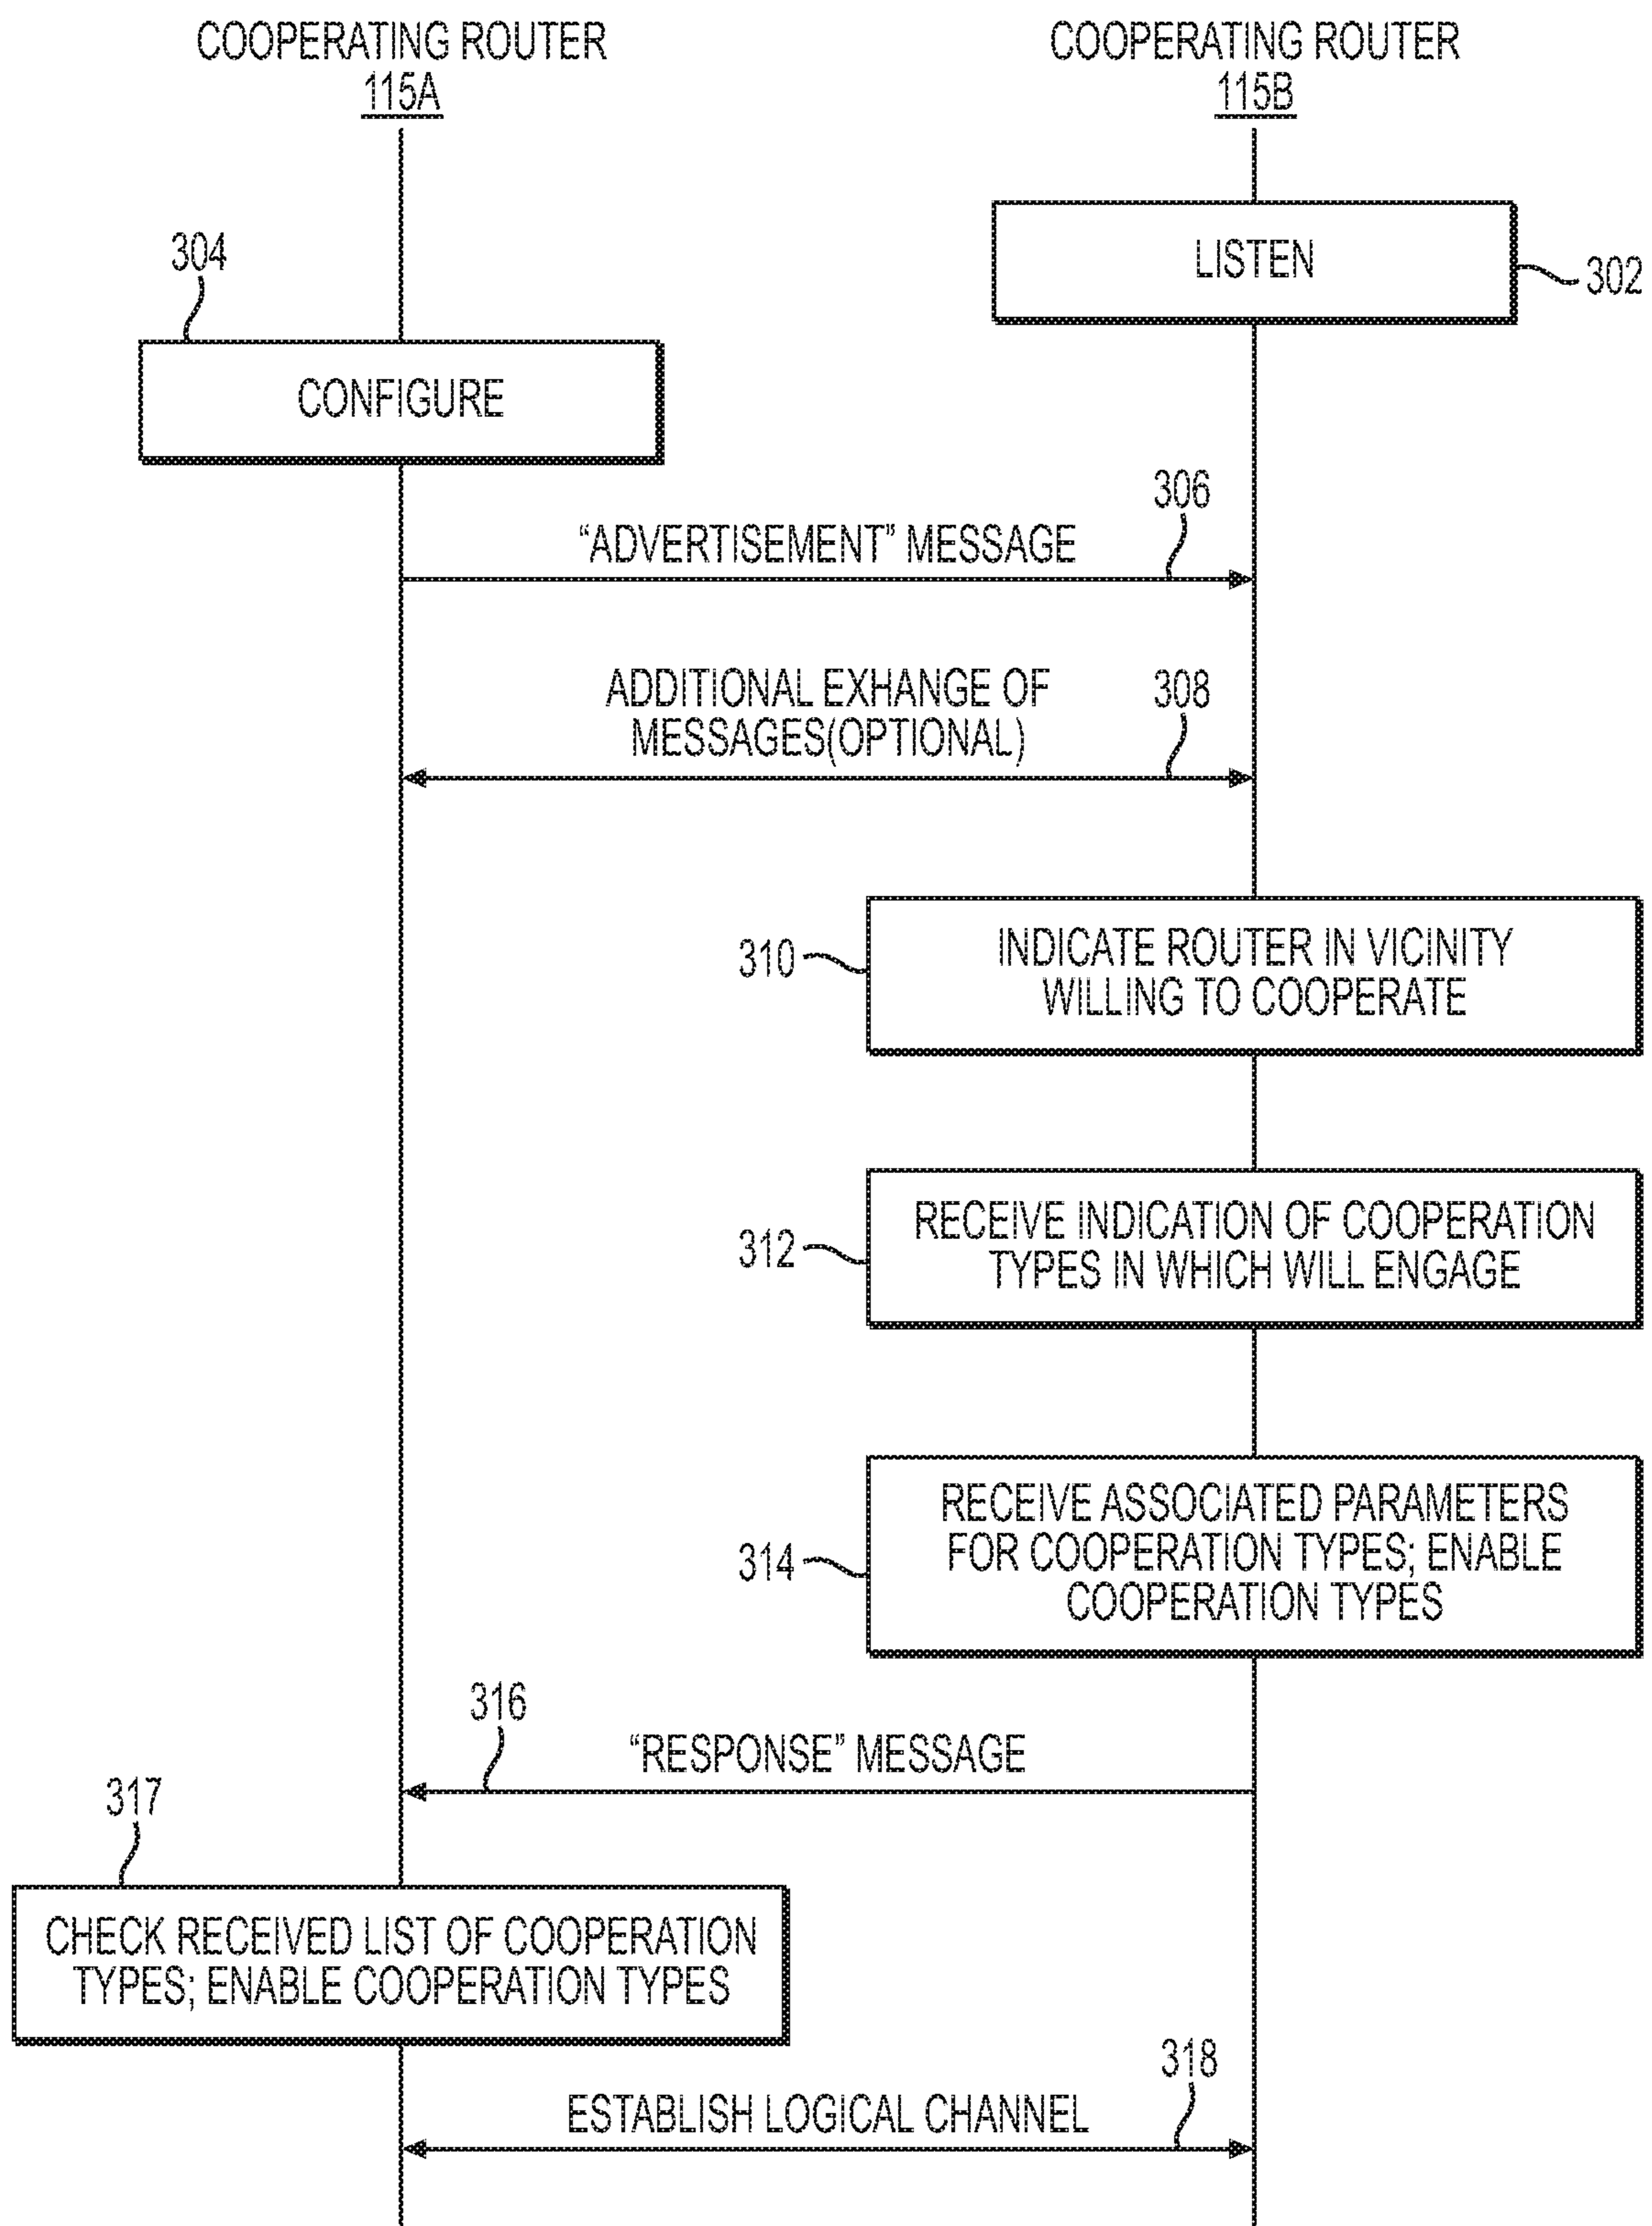 COOPERATING ROUTER
115A
COOPERATING ROUTER
115B
LISTEN
302
304
CONFIGURE
306
“ADVERTISEMENT” MESSAGE
ADDITIONAL EXHANGE OF
MESSAGES(OPTIONAL)
308
310
INDICATE ROUTER IN VICINITY
WILLING TO COOPERATE
312
RECEIVE INDICATION OF COOPERATION
TYPES IN WHICH WILL ENGAGE
314
RECEIVE ASSOCIATED PARAMETERS
FOR COOPERATION TYPES; ENABLE
COOPERATION TYPES
316
“RESPONSE” MESSAGE
317
CHECK RECEIVED LIST OF COOPERATION
TYPES; ENABLE COOPERATION TYPES
318
ESTABLISH LOGICAL CHANNEL